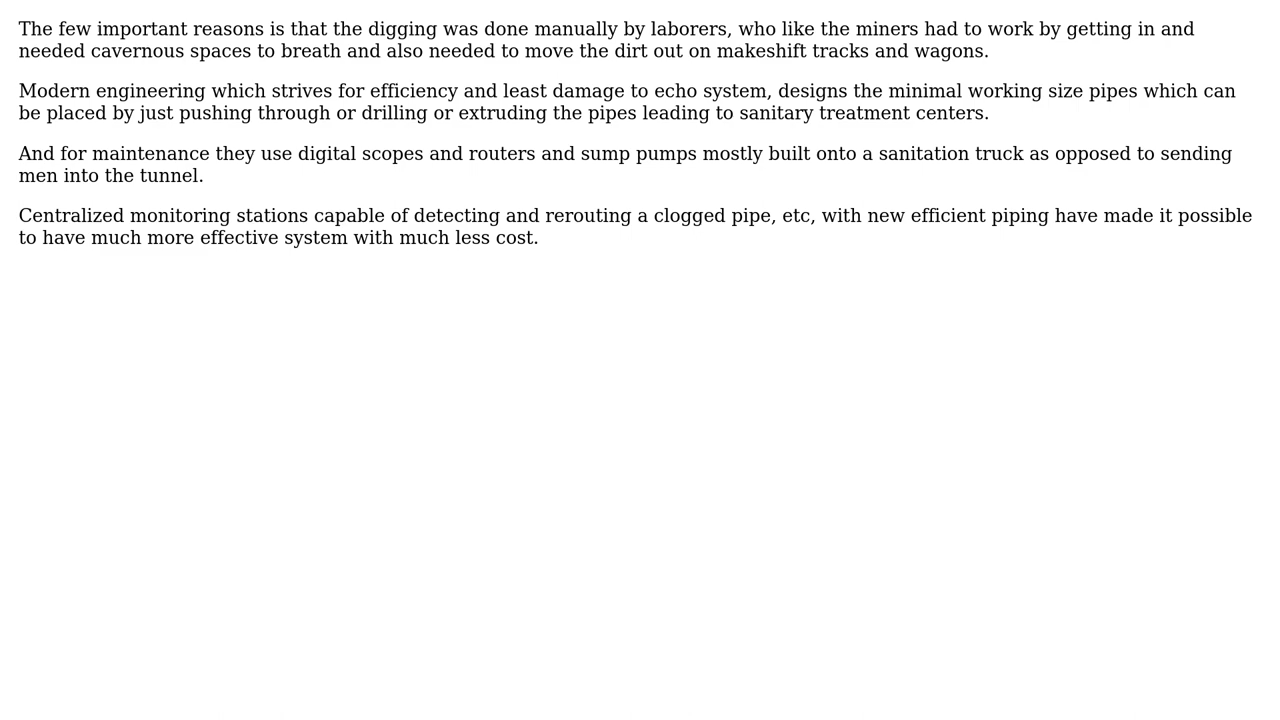 The few important reasons is that the digging was done manually by laborers, who like the miners had to work by getting in and
needed cavernous spaces to breath and also needed to move the dirt out on makeshift tracks and wagons.
Modern engineering which strives for efficiency and least damage to echo system, designs the minimal working size pipes which can
be placed by just pushing through or drilling or extruding the pipes leading to sanitary treatment centers.
And for maintenance they use digital scopes and routers and sump pumps mostly built onto a sanitation truck as opposed to sending
men into the tunnel.
Centralized monitoring stations capable of detecting and rerouting a clogged pipe, etc, with new efficient piping have made it possible
to have much more effective system with much less cost.